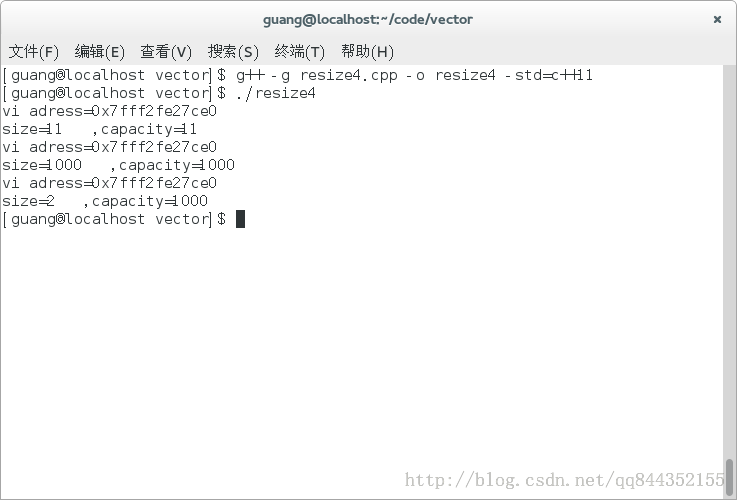 guang@localhost:~/code/vector ×
文件(F) 编辑(E) 查看(V) 搜索(S) 终端(T) 帮助(H)
[guang@localhost vector]$ g++ -g resize4.cpp -o resize4 -std=c++11
[guang@localhost vector]$ ./resize4
vi adress=0x7fff2fe27ce0
size=11   ,capacity=11
vi adress=0x7fff2fe27ce0
size=1000   ,capacity=1000
vi adress=0x7fff2fe27ce0
size=2   ,capacity=1000
[guang@localhost vector]$
http://blog.csdn.net/qq844352155